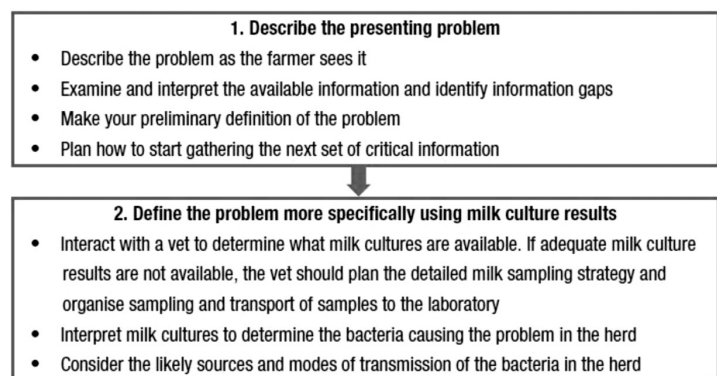 1. Describe the presenting problem
• Describe the problem as the farmer sees it
• Examine and interpret the available information and identify information gaps
• Make your preliminary definition of the problem
• Plan how to start gathering the next set of critical information
2. Define the problem more specifically using milk culture results
• Interact with a vet to determine what milk cultures are available. If adequate milk culture
results are not available, the vet should plan the detailed milk sampling strategy and
organise sampling and transport of samples to the laboratory
• Interpret milk cultures to determine the bacteria causing the problem in the herd
• Consider the likely sources and modes of transmission of the bacteria in the herd